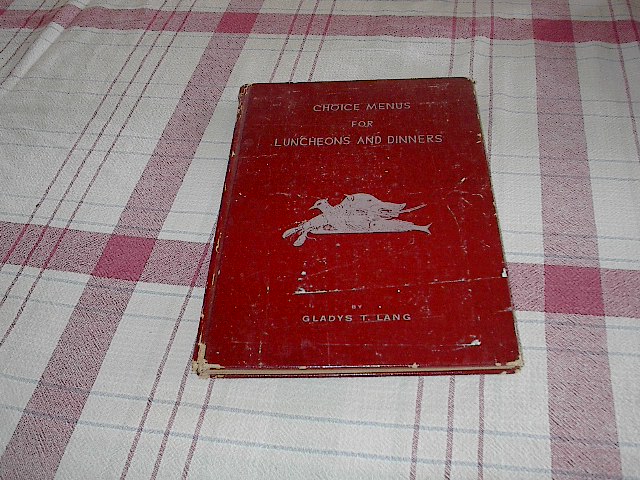 CHOICE MENUS
FOR
LUNCHEONS AND DINNERS
BY
GLADYS T. LANG